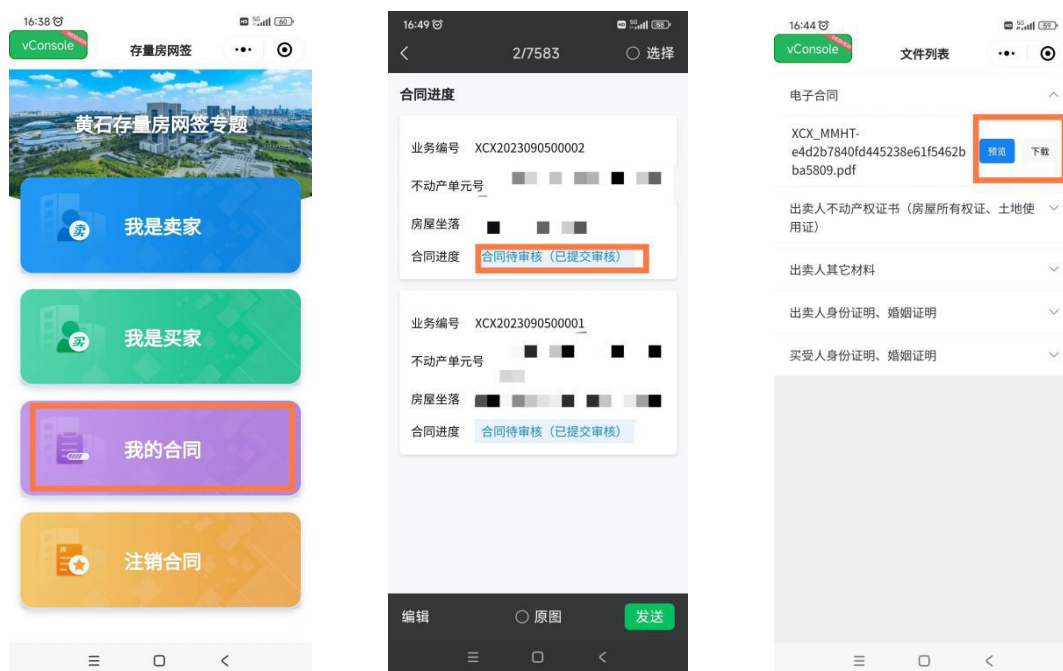 16:38
5G
60
vConsole
存量房网签
黄石存量房网签专题
卖
我是卖家
买
我是买家
我的合同
注销合同
16:49
5G
58
2/7583
选择
合同进度
业务编号 XCX2023090500002
不动产单元号
房屋坐落
合同进度 合同待审核（已提交审核）
业务编号 XCX2023090500001
不动产单元号
房屋坐落
合同进度 合同待审核（已提交审核）
编辑
原图
发送
16:44
5G
59
vConsole
文件列表
电子合同
XCX_MMHT-
e4d2b7840fd445238e61f5462b
ba5809.pdf
预览
下载
出卖人不动产权证书（房屋所有权证、土地使
用证）
出卖人其它材料
出卖人身份证明、婚姻证明
买受人身份证明、婚姻证明